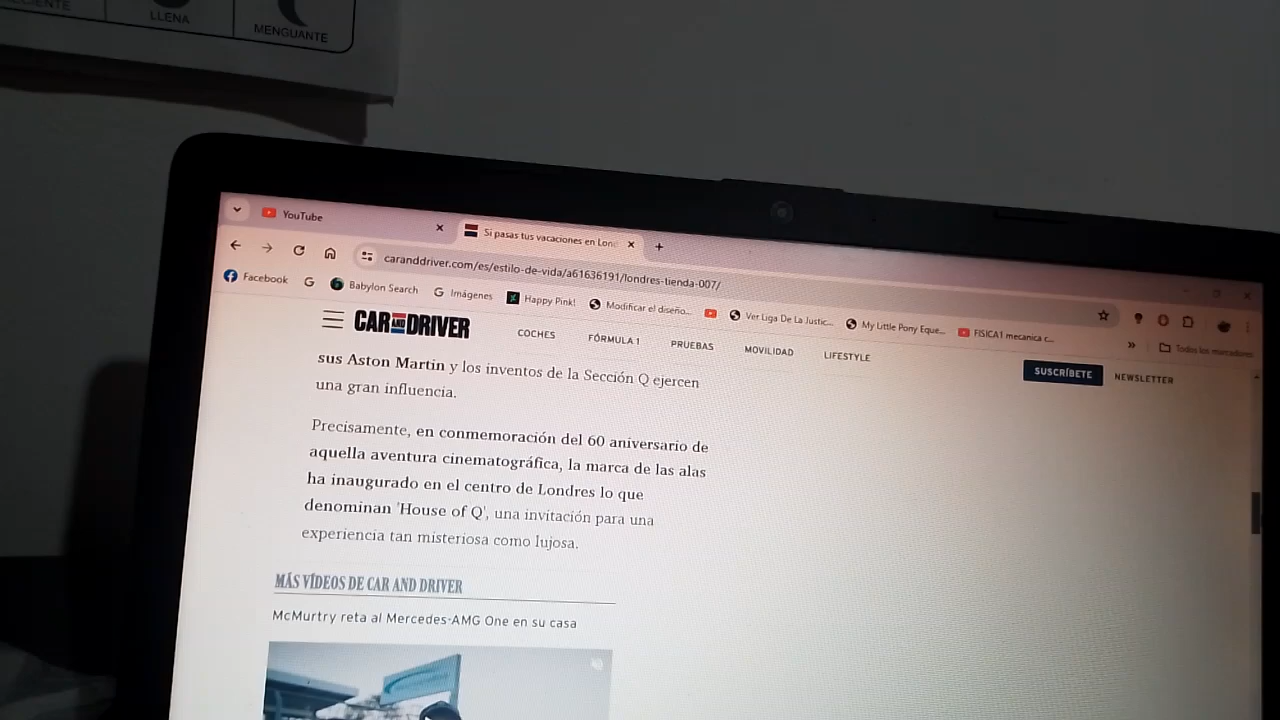 LLENA
MENGUANTE
YouTube
Si pasas tus vacaciones en Lon
caranddriver.com/es/estilo-de-vida/a61636191/londres-tienda-007/
Facebook
G
Babylon Search
Imágenes
Happy Pink!
Modificar el diseño...
Ver Liga De La Justic...
My Little Pony Eque...
FISICA1 mecanica c...
Todos los marcadores
CAR AND DRIVER
COCHES
FÓRMULA 1
PRUEBAS
MOVILIDAD
LIFESTYLE
SUSCRÍBETE
NEWSLETTER
sus Aston Martin y los inventos de la Sección Q ejercen
una gran influencia.
Precisamente, en conmemoración del 60 aniversario de
aquella aventura cinematográfica, la marca de las alas
ha inaugurado en el centro de Londres lo que
denominan 'House of Q', una invitación para una
experiencia tan misteriosa como lujosa.
MÁS VÍDEOS DE CAR AND DRIVER
McMurtry reta al Mercedes-AMG One en su casa